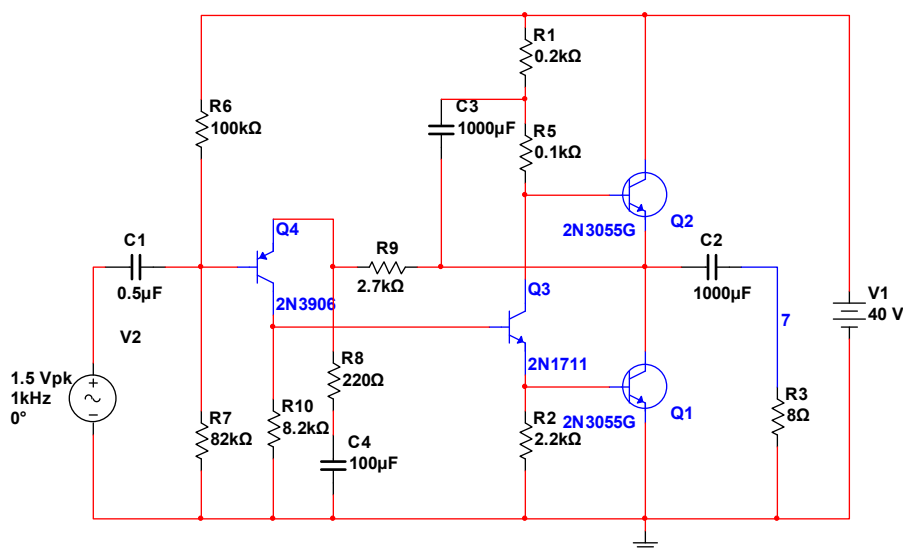 R1
0.2kΩ
R6
100kΩ
C3
1000µF
R5
0.1kΩ
Q2
2N3055G
Q4
C1
0.5µF
R9
2.7kΩ
C2
1000µF
2N3906
Q3
V1
40 V
7
V2
R8
220Ω
2N1711
1.5 Vpk
1kHz
0°
R7
82kΩ
R10
8.2kΩ
C4
100µF
R2
2.2kΩ
2N3055G
Q1
R3
8Ω